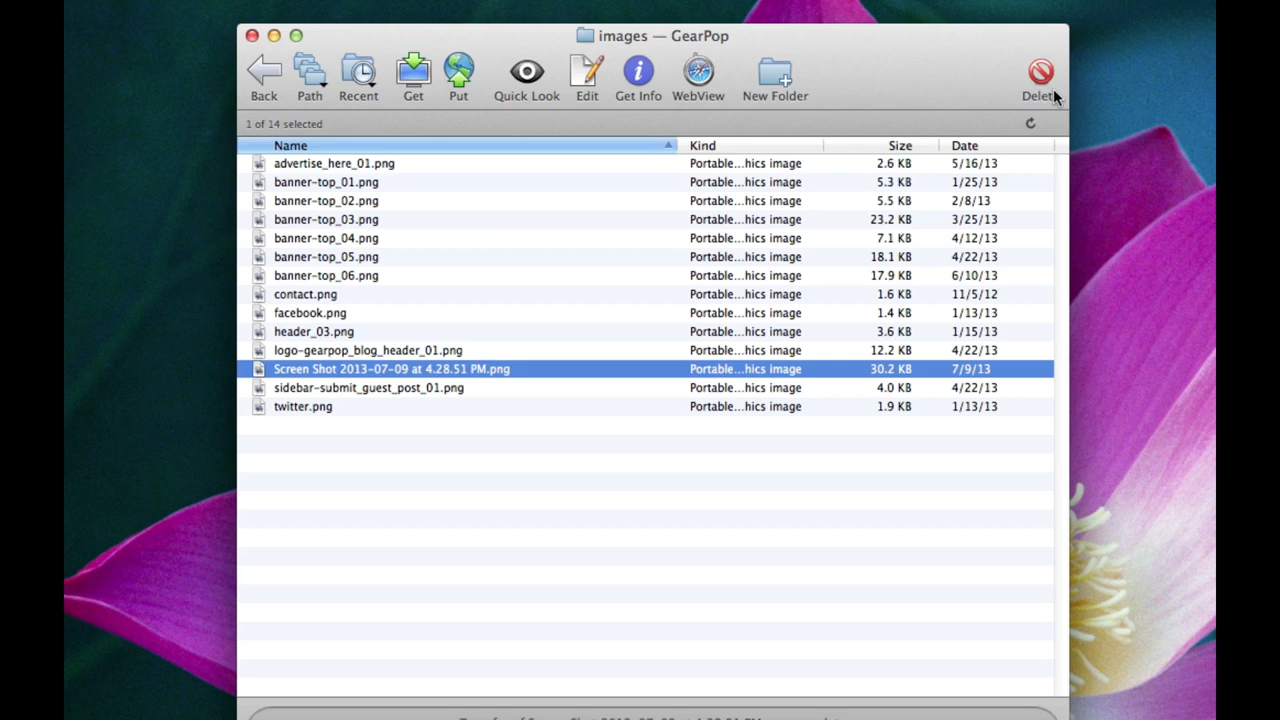 images — GearPop
Back Path Recent Get Put Quick Look Edit Get Info WebView New Folder Delet
1 of 14 selected
Name Kind Size Date
advertise_here_01.png Portable...hics image 2.6 KB 5/16/13
banner-top_01.png Portable...hics image 5.3 KB 1/25/13
banner-top_02.png Portable...hics image 5.5 KB 2/8/13
banner-top_03.png Portable...hics image 23.2 KB 3/25/13
banner-top_04.png Portable...hics image 7.1 KB 4/12/13
banner-top_05.png Portable...hics image 18.1 KB 4/22/13
banner-top_06.png Portable...hics image 17.9 KB 6/10/13
contact.png Portable...hics image 1.6 KB 11/5/12
facebook.png Portable...hics image 1.4 KB 1/13/13
header_03.png Portable...hics image 3.6 KB 1/15/13
logo-gearpop_blog_header_01.png Portable...hics image 12.2 KB 4/22/13
Screen Shot 2013-07-09 at 4.28.51 PM.png Portable...hics image 30.2 KB 7/9/13
sidebar-submit_guest_post_01.png Portable...hics image 4.0 KB 4/22/13
twitter.png Portable...hics image 1.9 KB 1/13/13